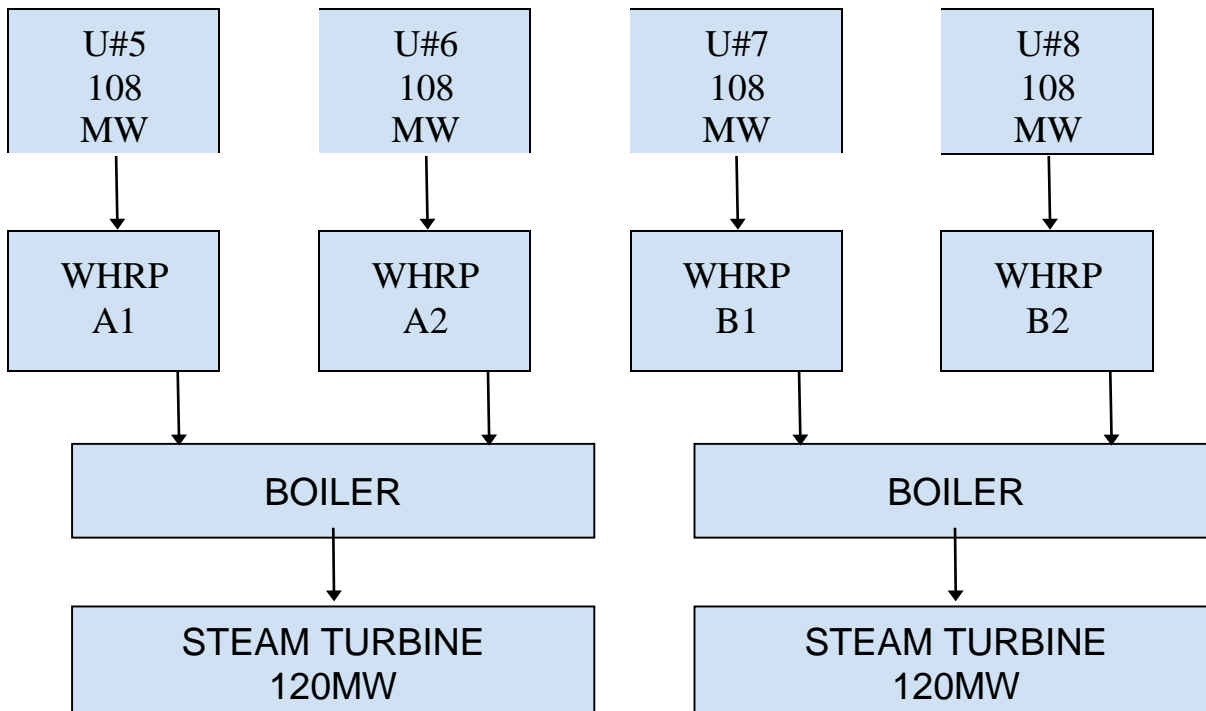 U#5
108
MW
U#6
108
MW
U#7
108
MW
U#8
108
MW
WHRP
A1
WHRP
A2
WHRP
B1
WHRP
B2
BOILER
BOILER
STEAM TURBINE
120MW
STEAM TURBINE
120MW